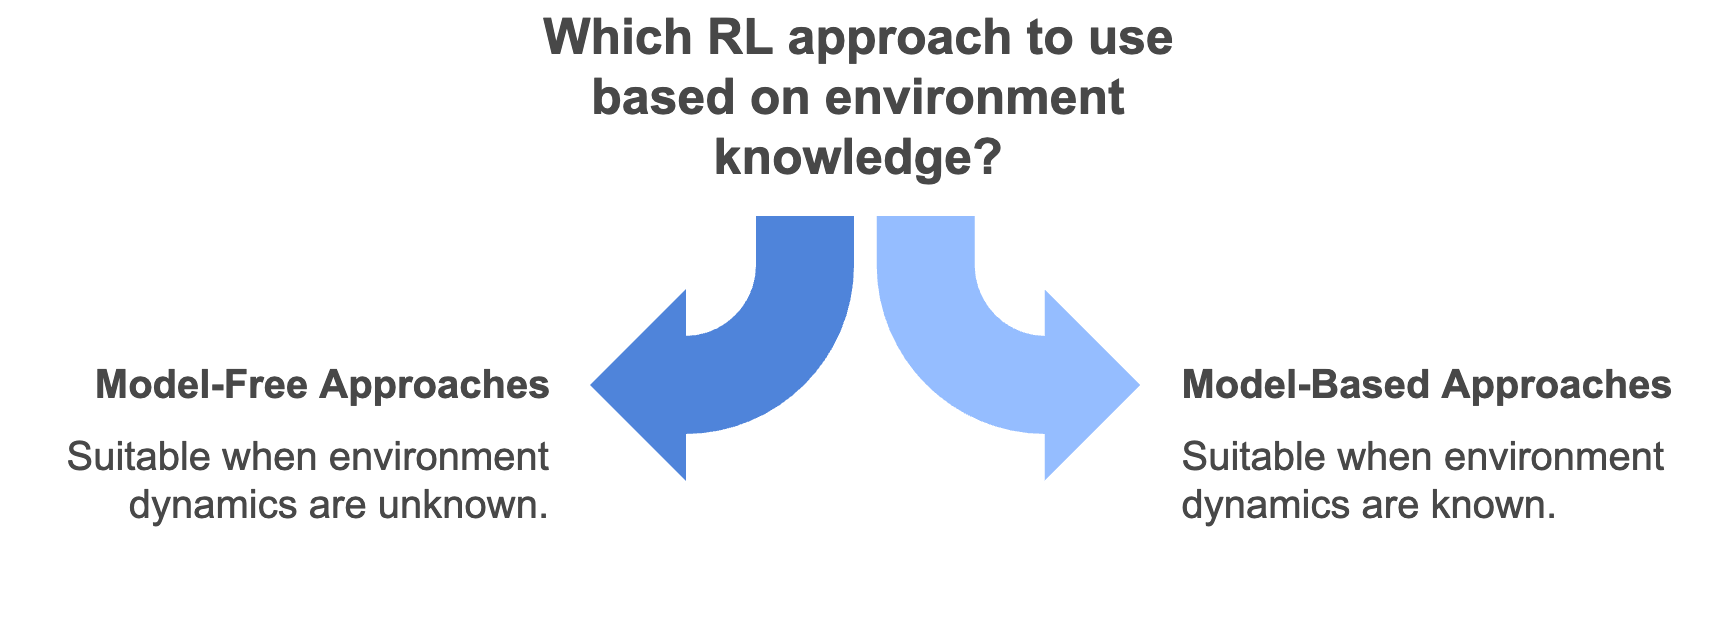 Which RL approach to use
based on environment
knowledge?
Model-Free Approaches
Suitable when environment
dynamics are unknown.
Model-Based Approaches
Suitable when environment
dynamics are known.